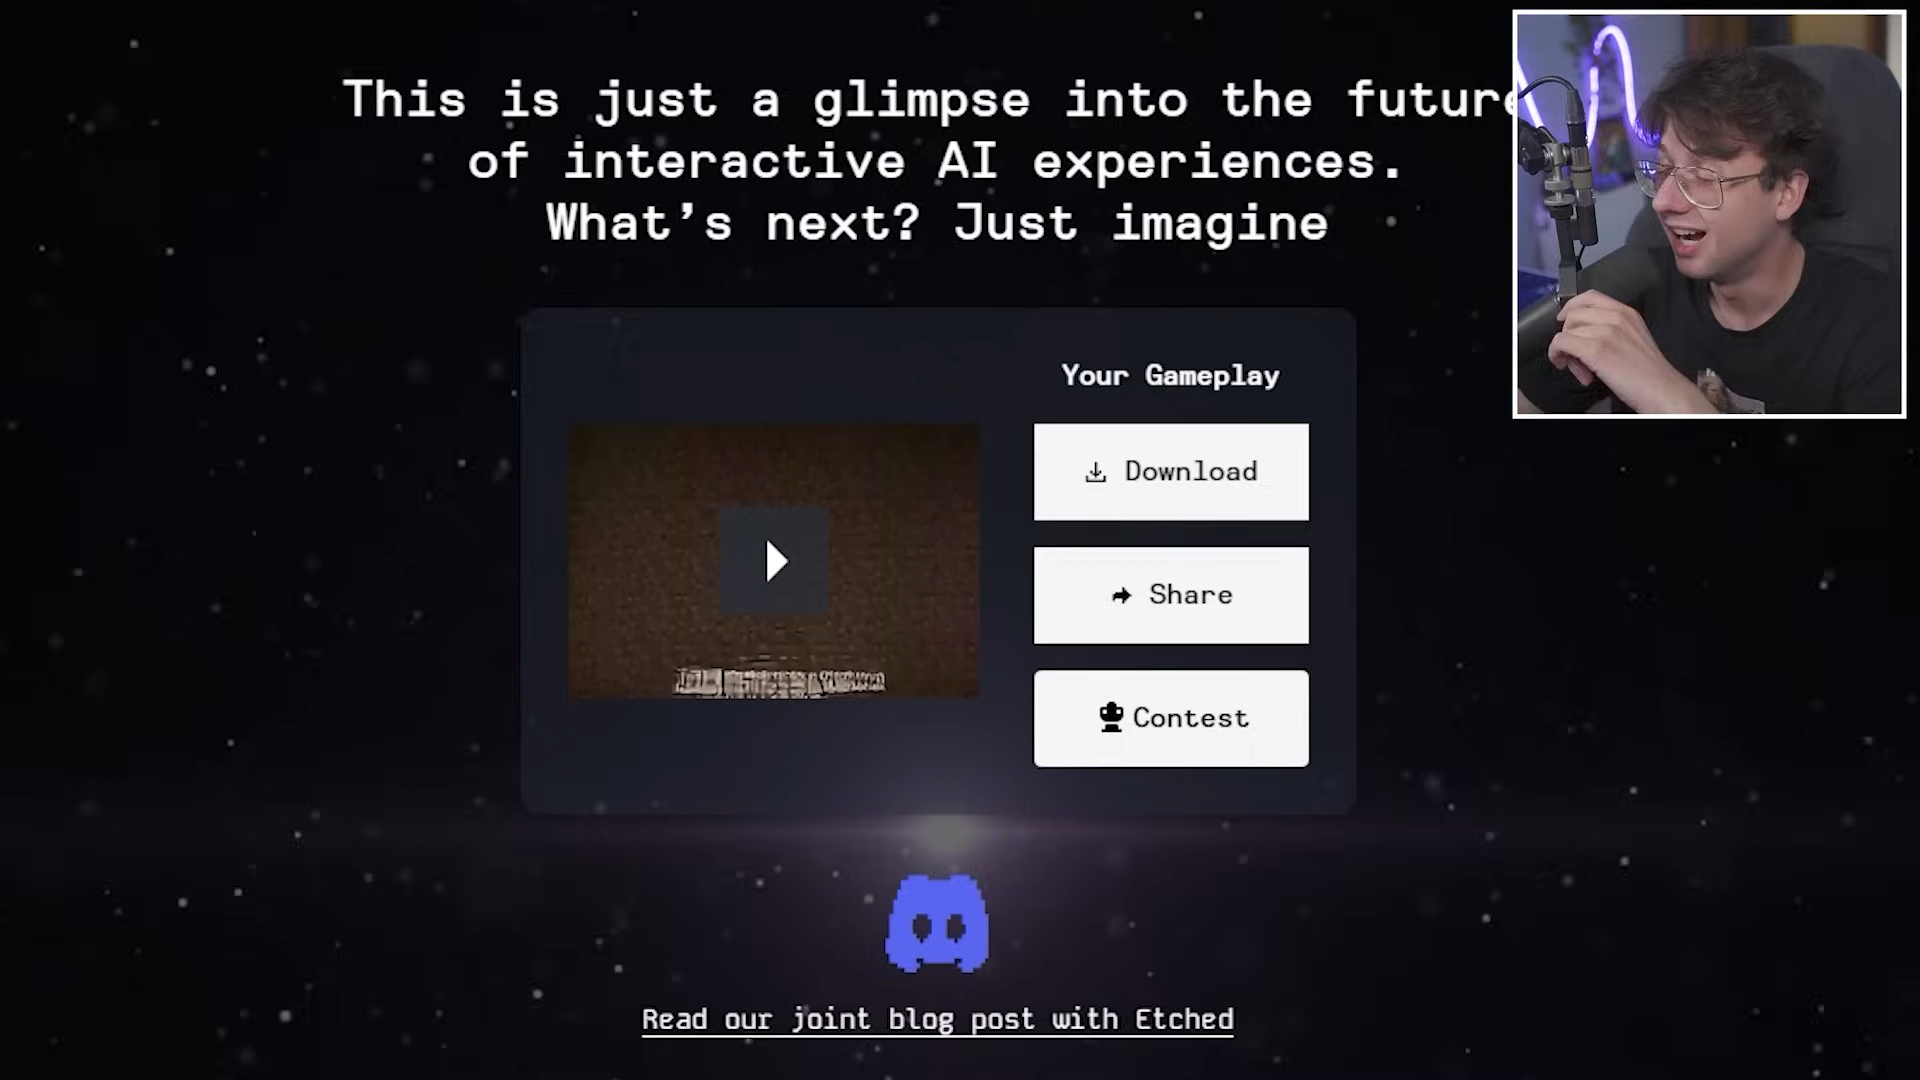 This is just a glimpse into the future
of interactive AI experiences.
What’s next? Just imagine
Your Gameplay
Download
Share
Contest
Read our joint blog post with Etched